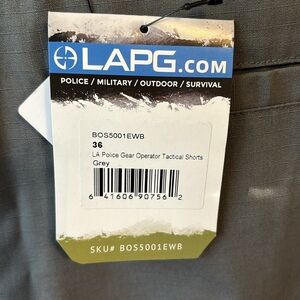 LAPG.COM
POLICE / MILITARY / OUTDOOR / SURVIVAL
BOS5001EWB
36
LA Police Gear Operator Tactical Shorts
Grey
6 41606 90756 2
SKU# BOS5001EWB